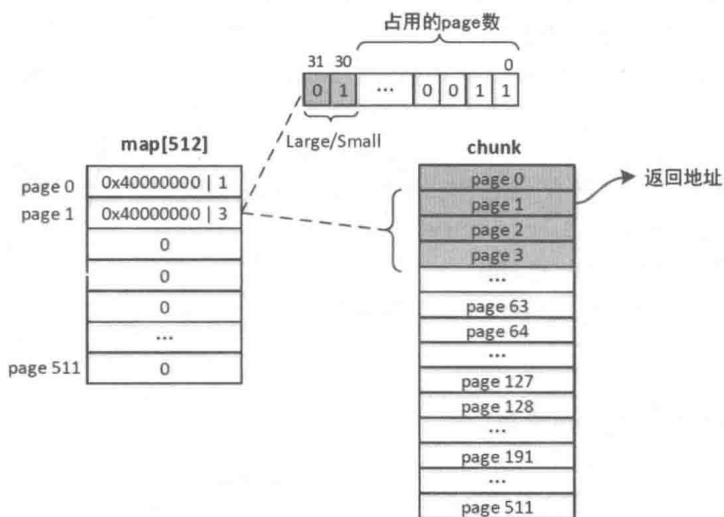 占用的page数
31 30 0
0 1 ... 0 0 1 1
Large/Small
map[512]
page 0 0x40000000 | 1
page 1 0x40000000 | 3
0
0
0
...
page 511 0
chunk
page 0
page 1
page 2
page 3
...
page 63
page 64
...
page 127
page 128
...
page 191
...
page 511
返回地址